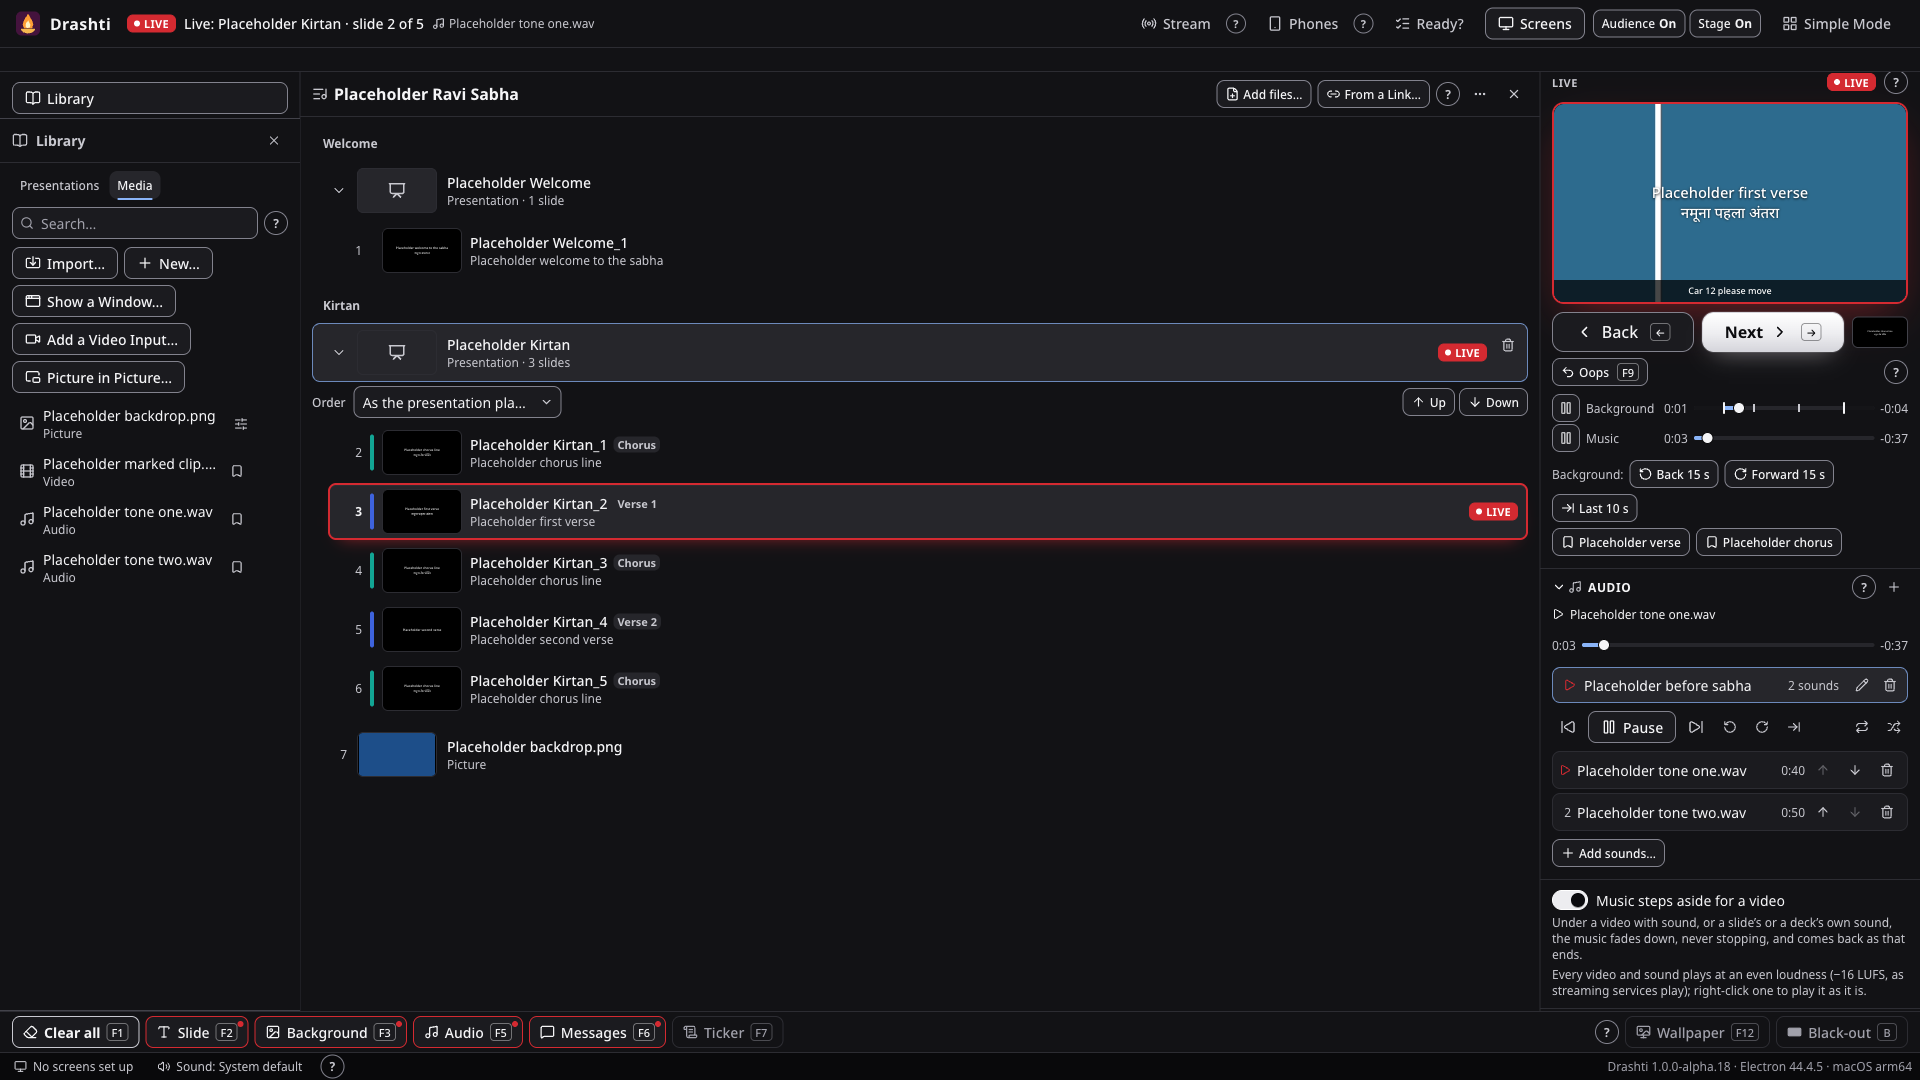 Drashti
LIVE
Live: Placeholder Kirtan · slide 2 of 5
Placeholder tone one.wav
Stream
?
Phones
?
Ready?
Screens
Audience On
Stage On
Simple Mode
Library
Library
Presentations
Media
Search...
?
Import...
New...
Show a Window...
Add a Video Input...
Picture in Picture...
Placeholder backdrop.png
Picture
Placeholder marked clip....
Video
Placeholder tone one.wav
Audio
Placeholder tone two.wav
Audio
Placeholder Ravi Sabha
Add files...
From a Link...
?
Welcome
Placeholder Welcome
Presentation · 1 slide
1
Placeholder Welcome_1
Placeholder welcome to the sabha
Kirtan
Placeholder Kirtan
Presentation · 3 slides
LIVE
Order
As the presentation pla...
Up
Down
2
Placeholder Kirtan_1 Chorus
Placeholder chorus line
3
Placeholder Kirtan_2 Verse 1
Placeholder first verse
LIVE
4
Placeholder Kirtan_3 Chorus
Placeholder chorus line
5
Placeholder Kirtan_4 Verse 2
Placeholder second verse
6
Placeholder Kirtan_5 Chorus
Placeholder chorus line
7
Placeholder backdrop.png
Picture
LIVE
LIVE
?
Placeholder first verse
नमूना पहला अंतरा
Car 12 please move
Back
Next
Oops F9
?
Background 0:01 -0:04
Music 0:03 -0:37
Background: Back 15 s Forward 15 s
Last 10 s
Placeholder verse
Placeholder chorus
AUDIO
?
Placeholder tone one.wav
0:03 -0:37
Placeholder before sabha 2 sounds
Pause
Placeholder tone one.wav 0:40
2 Placeholder tone two.wav 0:50
Add sounds...
Music steps aside for a video
Under a video with sound, or a slide’s or a deck’s own sound,
the music fades down, never stopping, and comes back as that
ends.
Every video and sound plays at an even loudness (−16 LUFS, as
streaming services play); right-click one to play it as it is.
Clear all F1
Slide F2
Background F3
Audio F5
Messages F6
Ticker F7
?
Wallpaper F12
Black-out B
No screens set up
Sound: System default
?
Drashti 1.0.0-alpha.18 · Electron 44.4.5 · macOS arm64